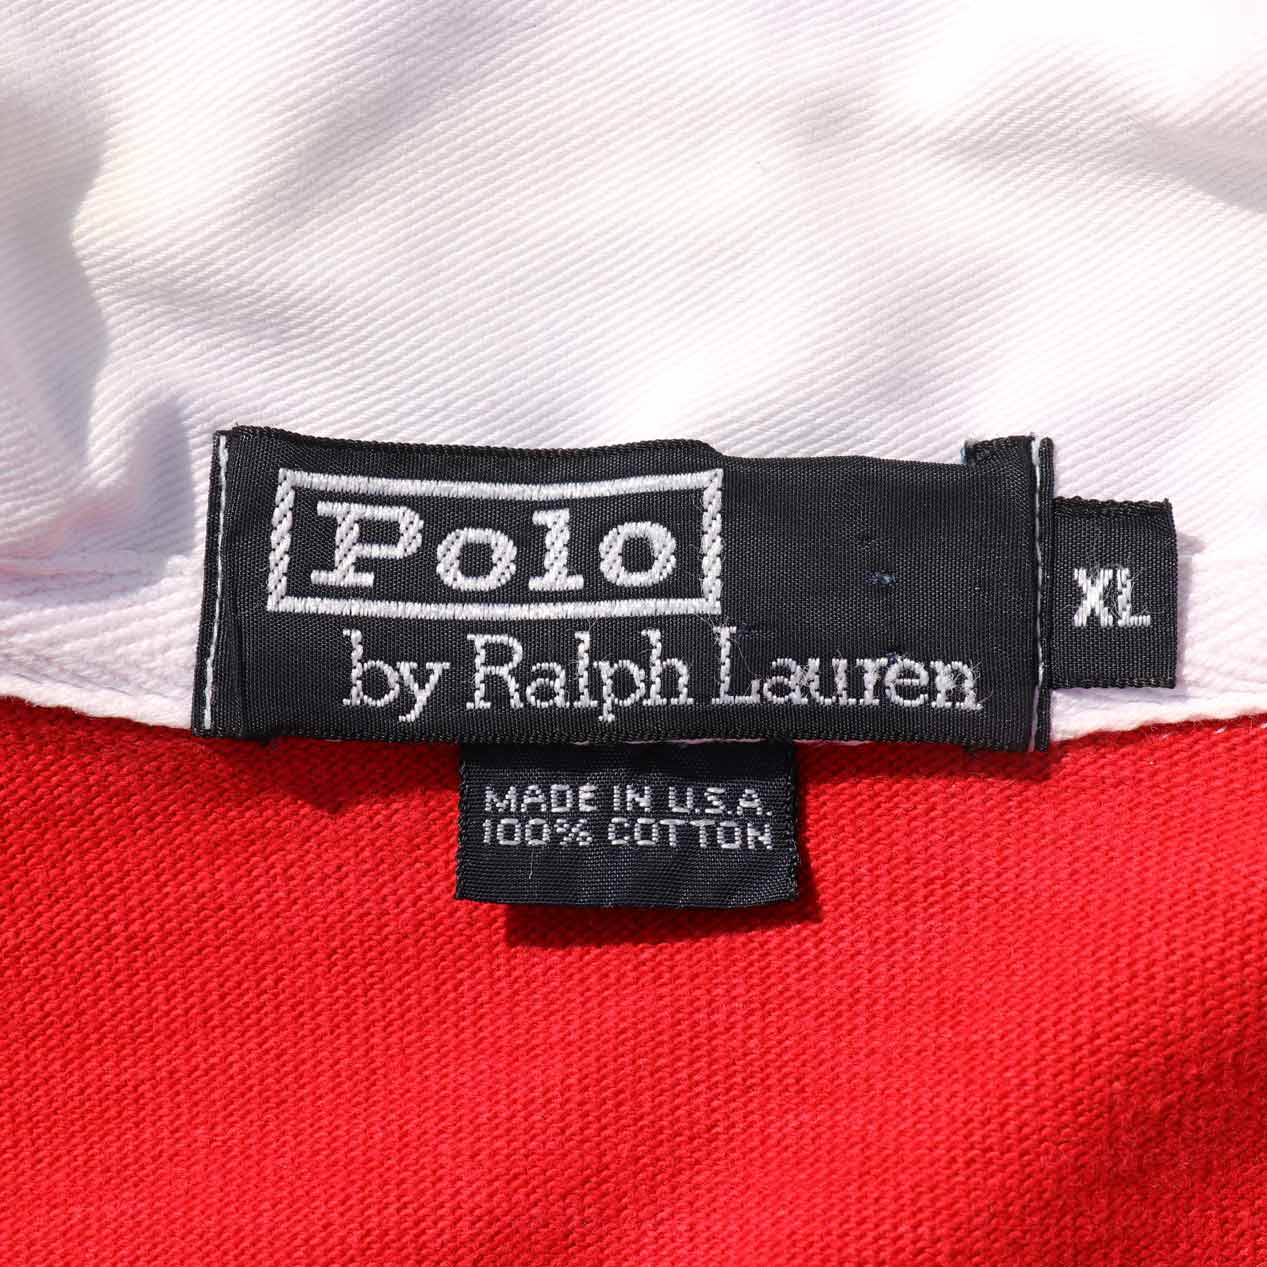 Polo
by Ralph Lauren
XL
MADE IN U.S.A.
100% COTTON